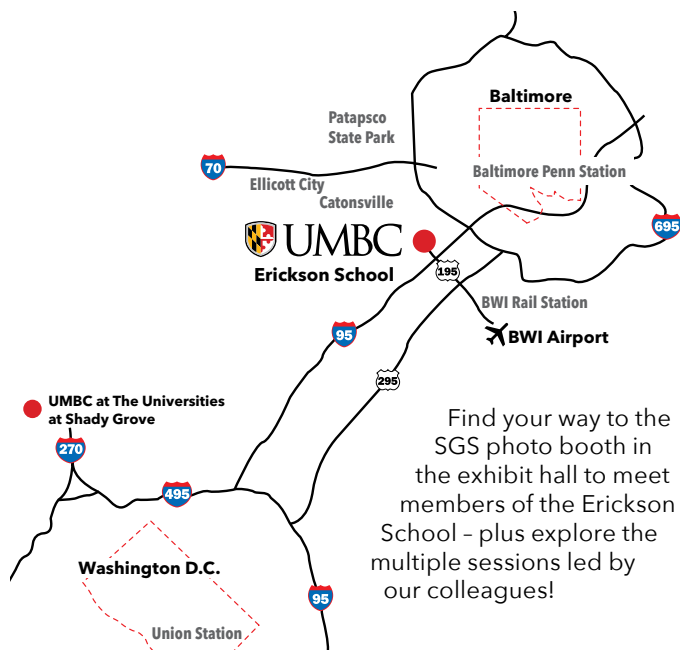 Baltimore
Patapsco
State Park
70
Baltimore Penn Station
Ellicott City
Catonsville
695
UMBC
Erickson School
195
BWI Rail Station
95
BWI Airport
295
UMBC at The Universities
at Shady Grove
270
495
Find your way to the
SGS photo booth in
the exhibit hall to meet
members of the Erickson
School – plus explore the
multiple sessions led by
our colleagues!
Washington D.C.
95
Union Station